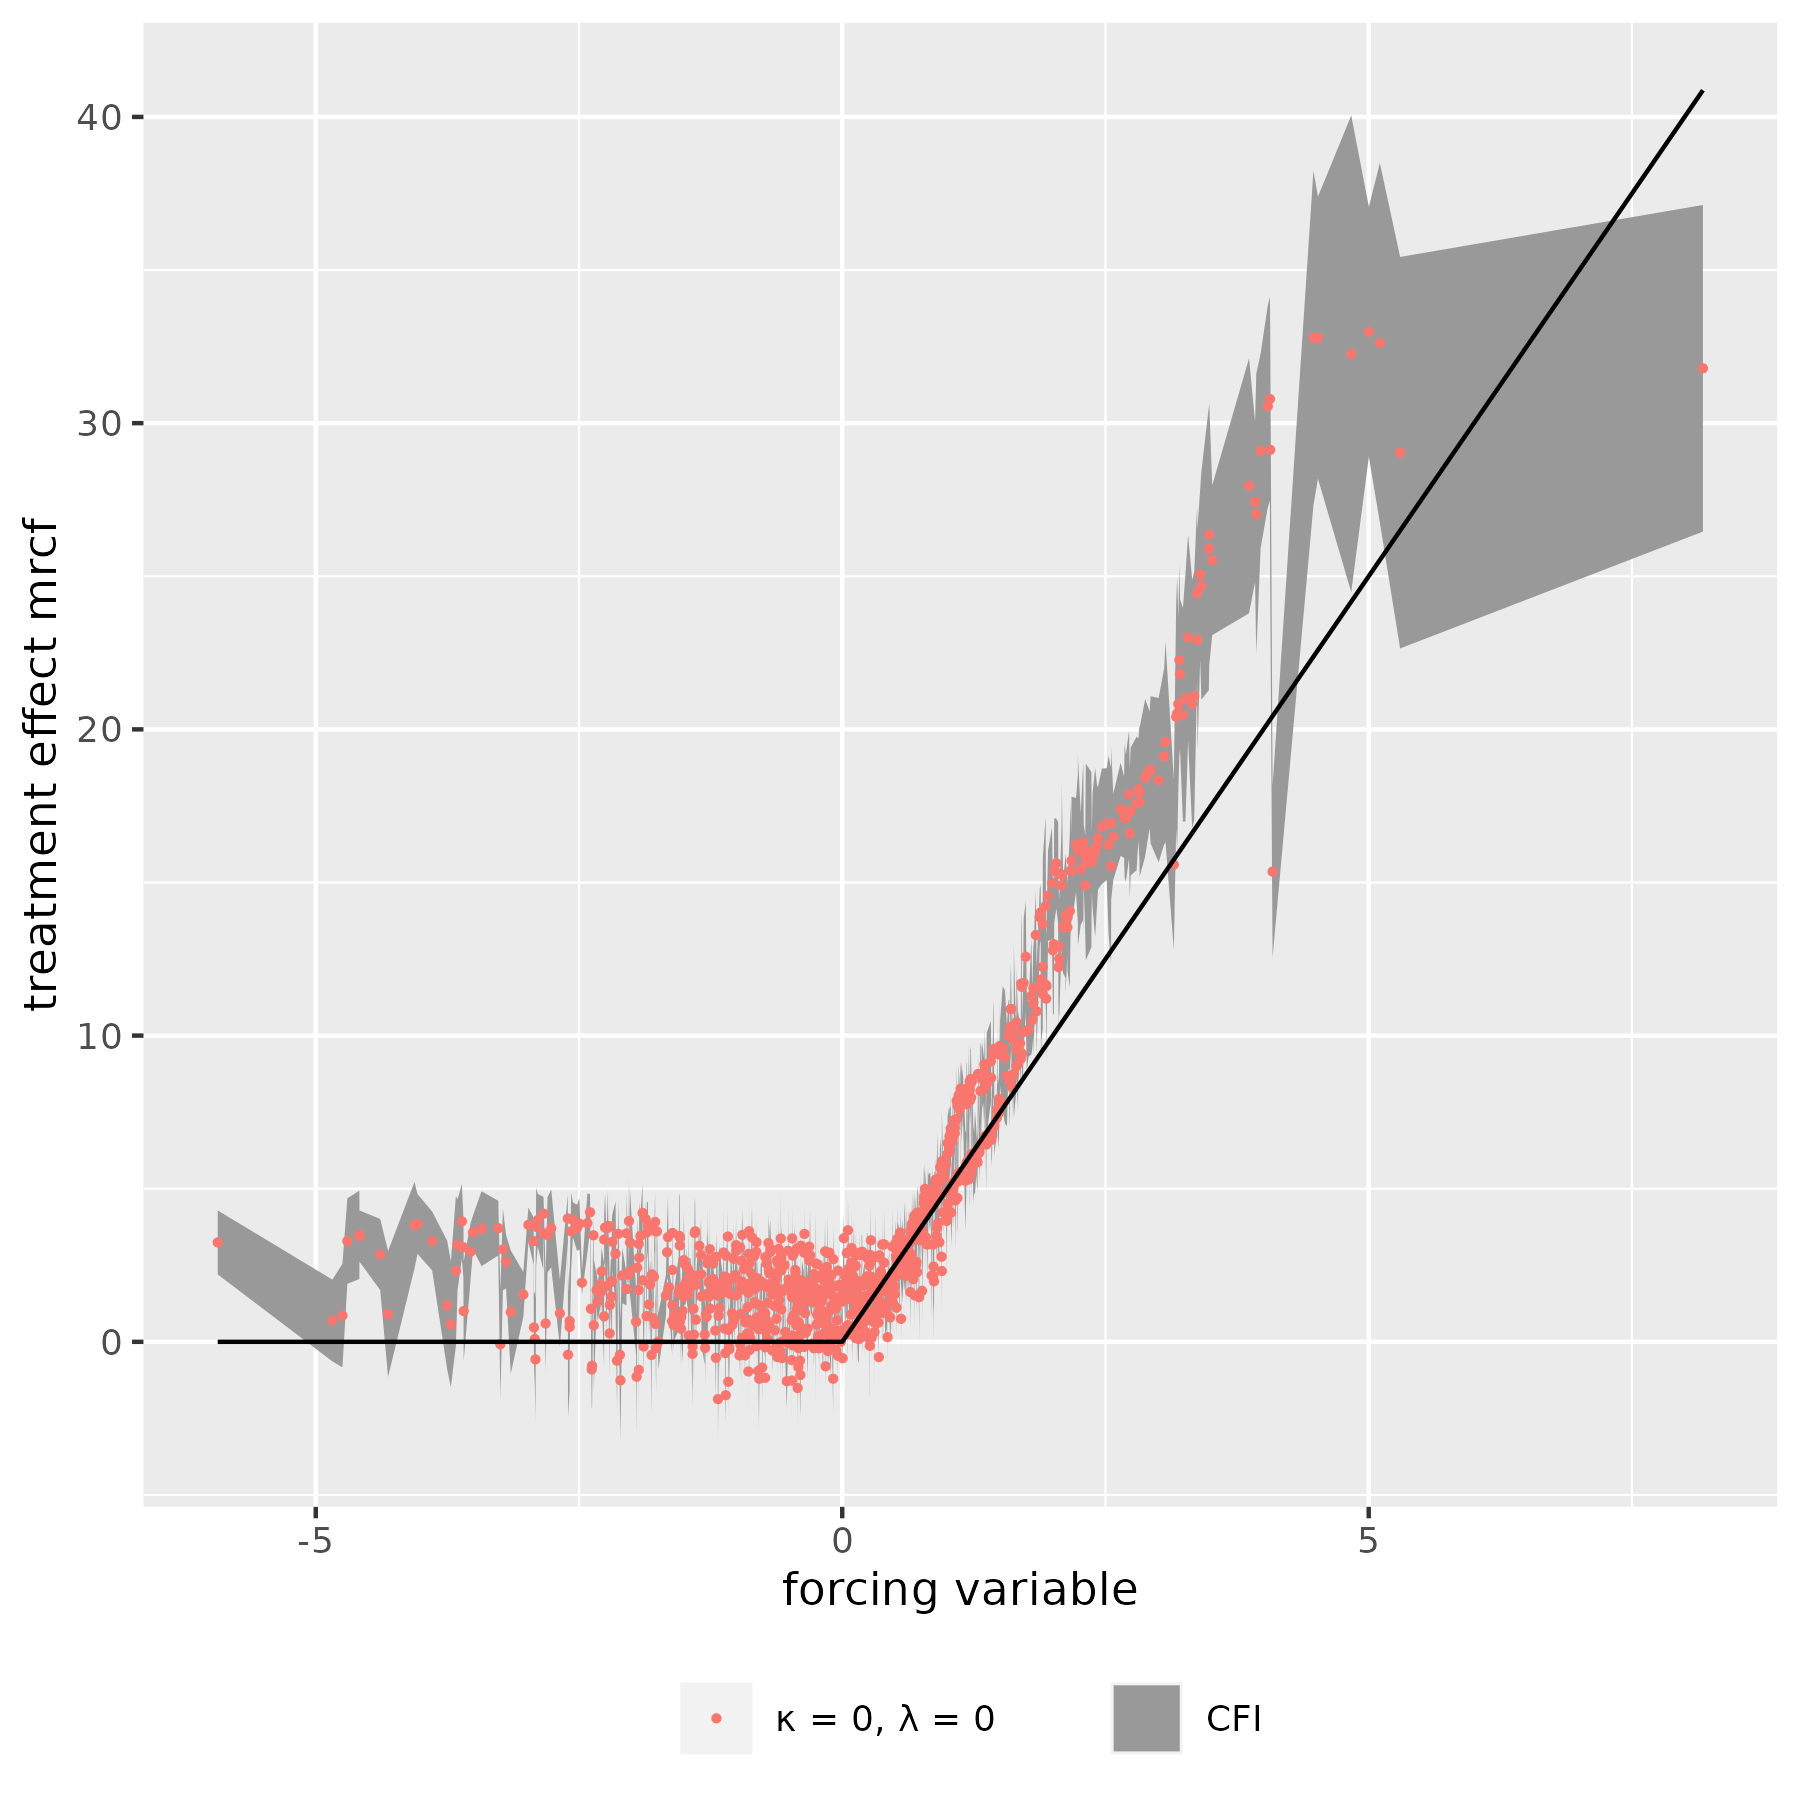 treatment effect mrcf
40
30
20
10
0
-5 0 5
forcing variable
κ = 0, λ = 0 CFI